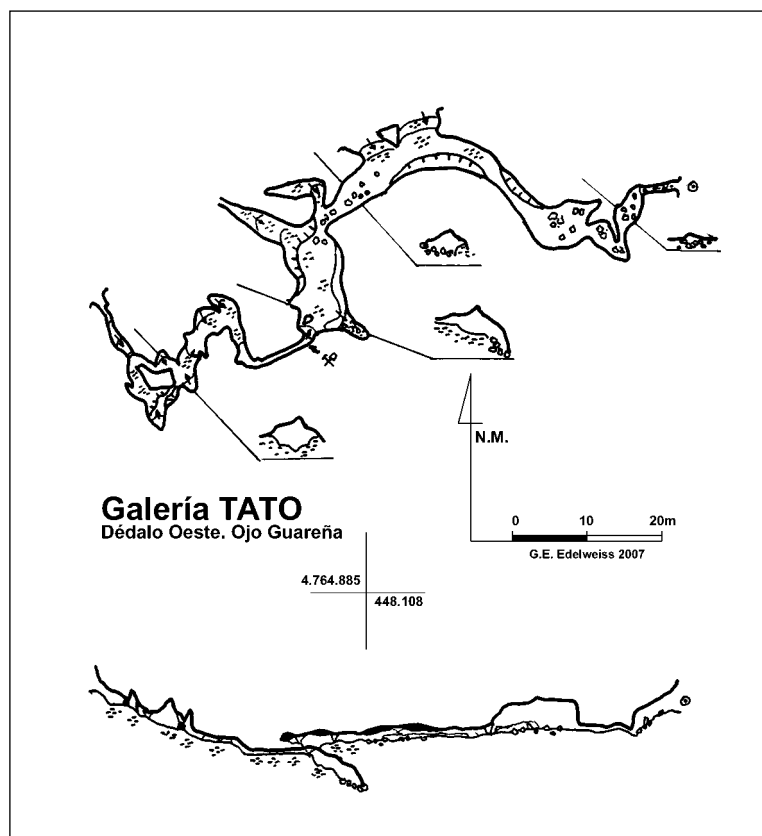 N.M.
Galería TATO
Dédalo Oeste. Ojo Guareña
0 10 20m
G.E. Edelweiss 2007
4.764.885
448.108